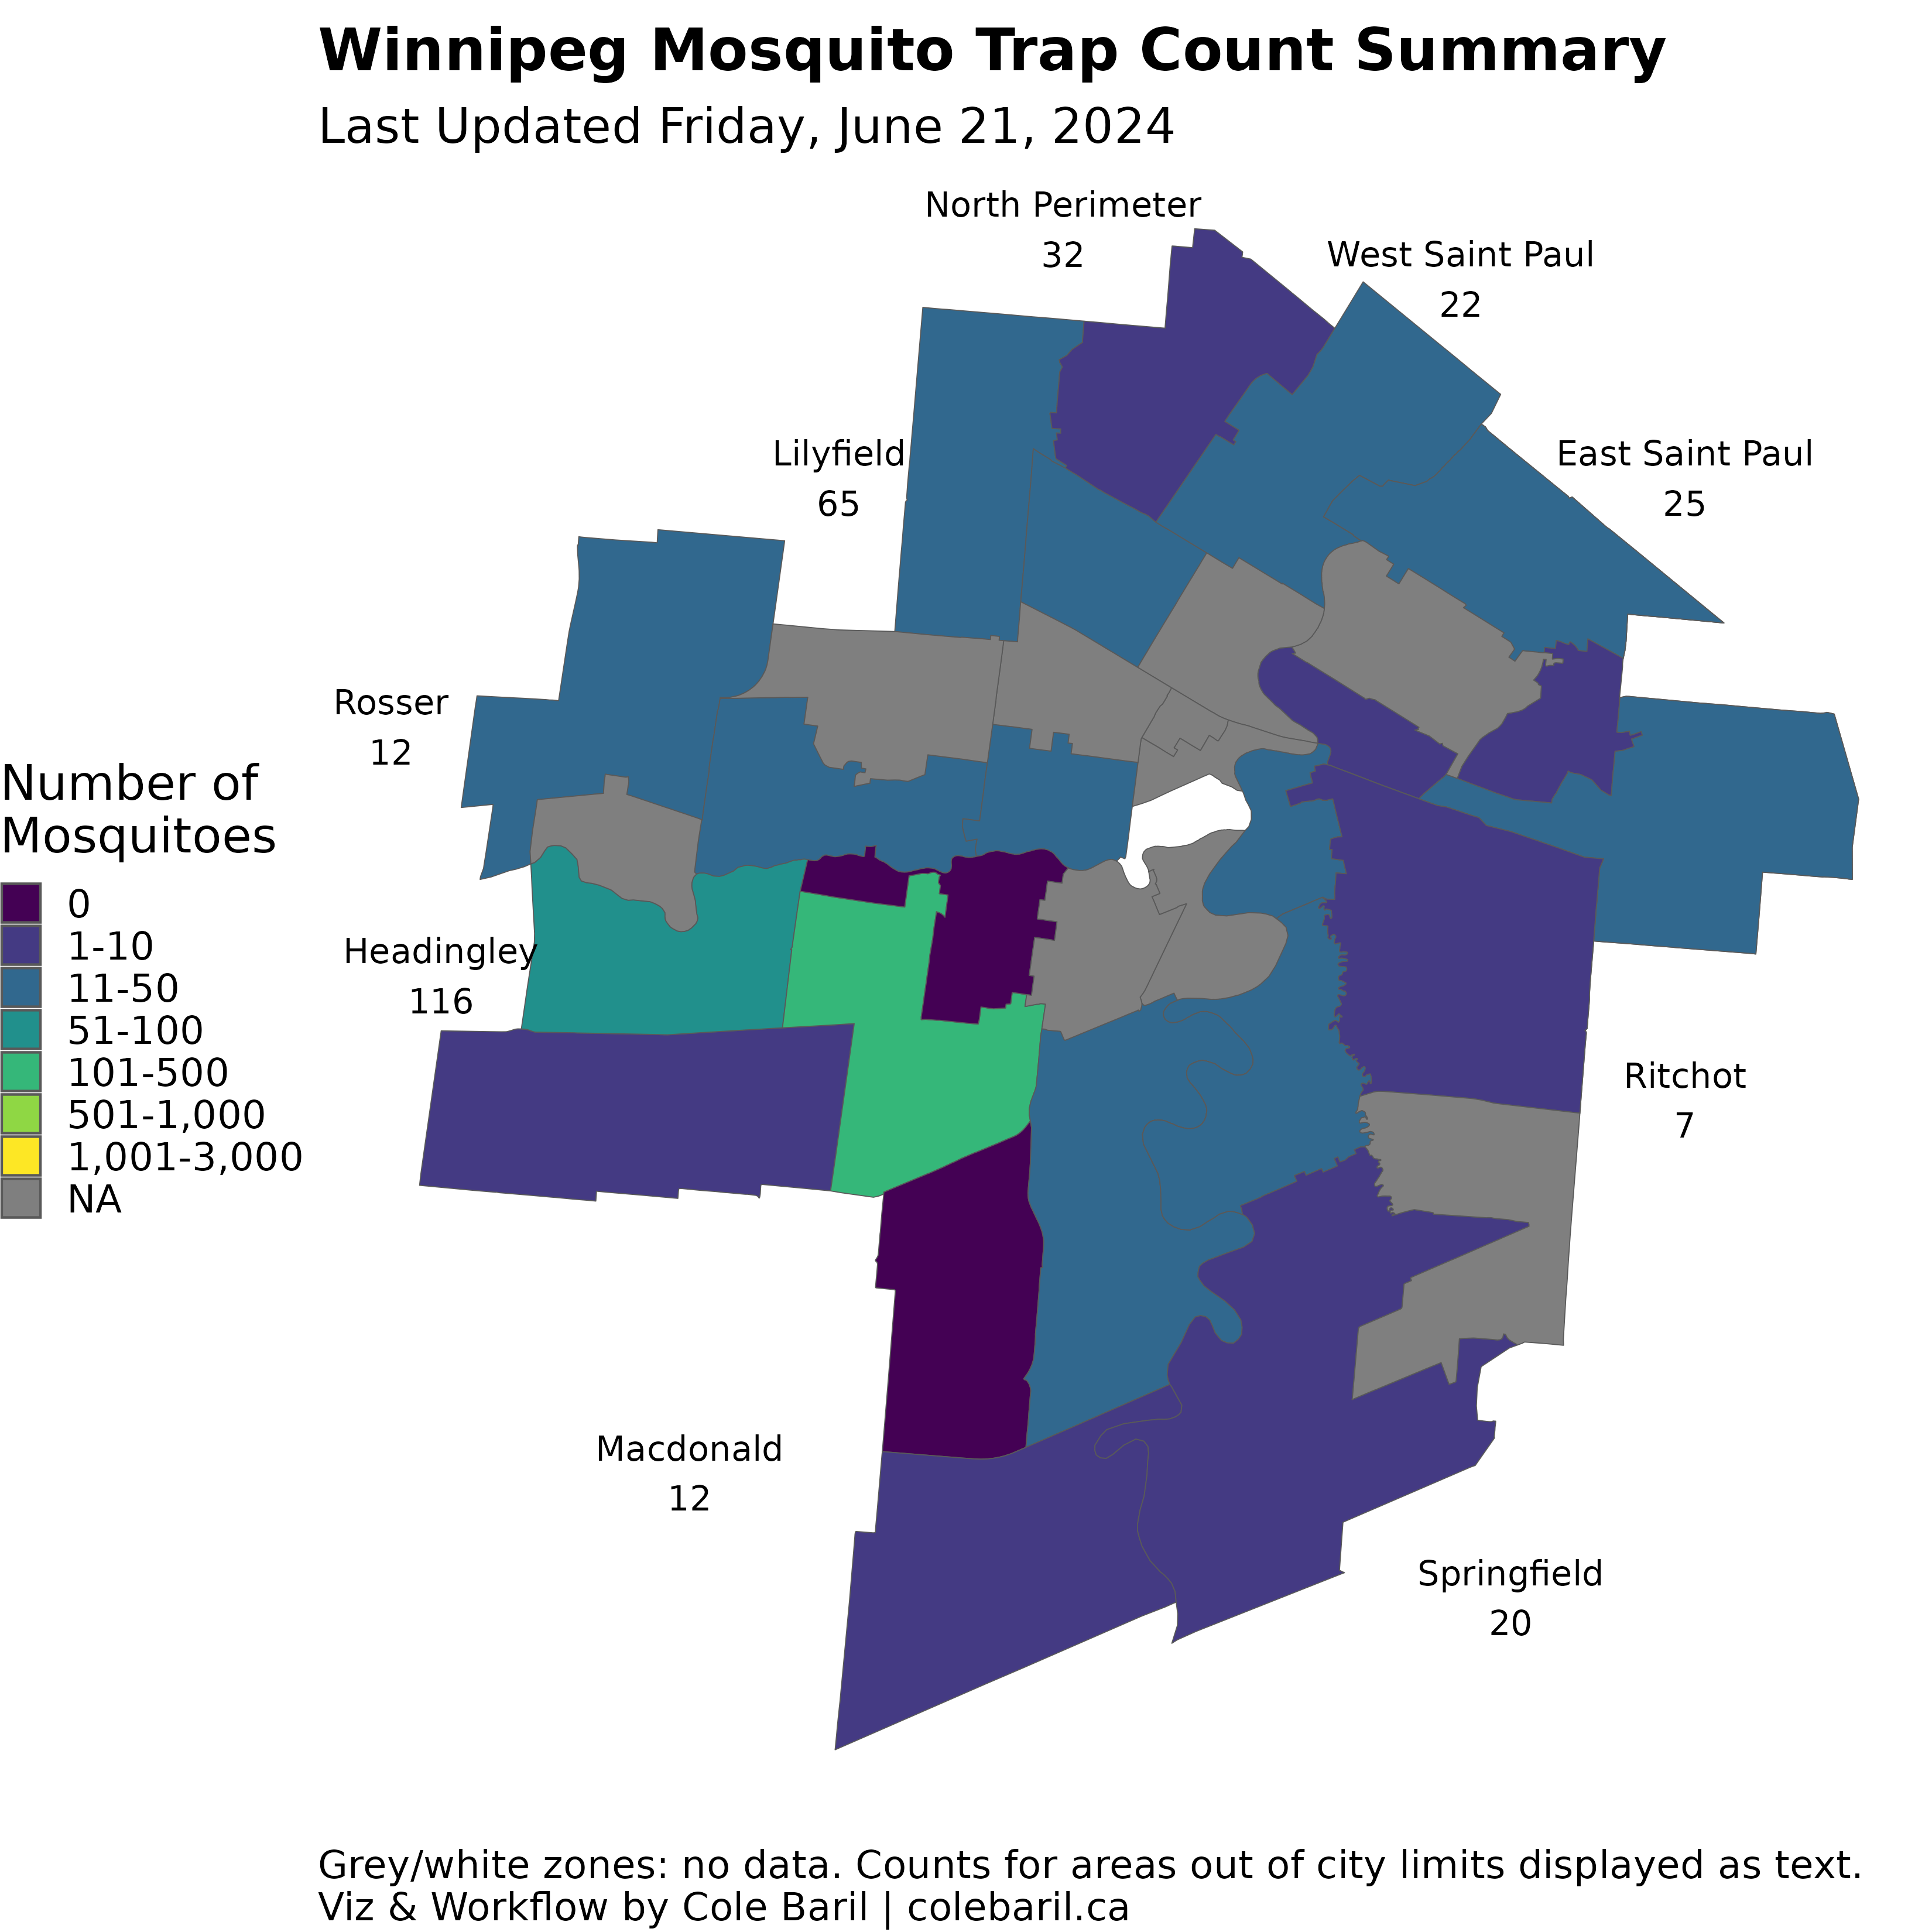 Winnipeg Mosquito Trap Count Summary
Last Updated Friday, June 21, 2024
North Perimeter
32
West Saint Paul
22
Lilyfield
65
East Saint Paul
25
Rosser
12
Number of
Mosquitoes
0
1-10
11-50
51-100
101-500
501-1,000
1,001-3,000
NA
Headingley
116
Ritchot
7
Macdonald
12
Springfield
20
Grey/white zones: no data. Counts for areas out of city limits displayed as text.
Viz & Workflow by Cole Baril | colebaril.ca